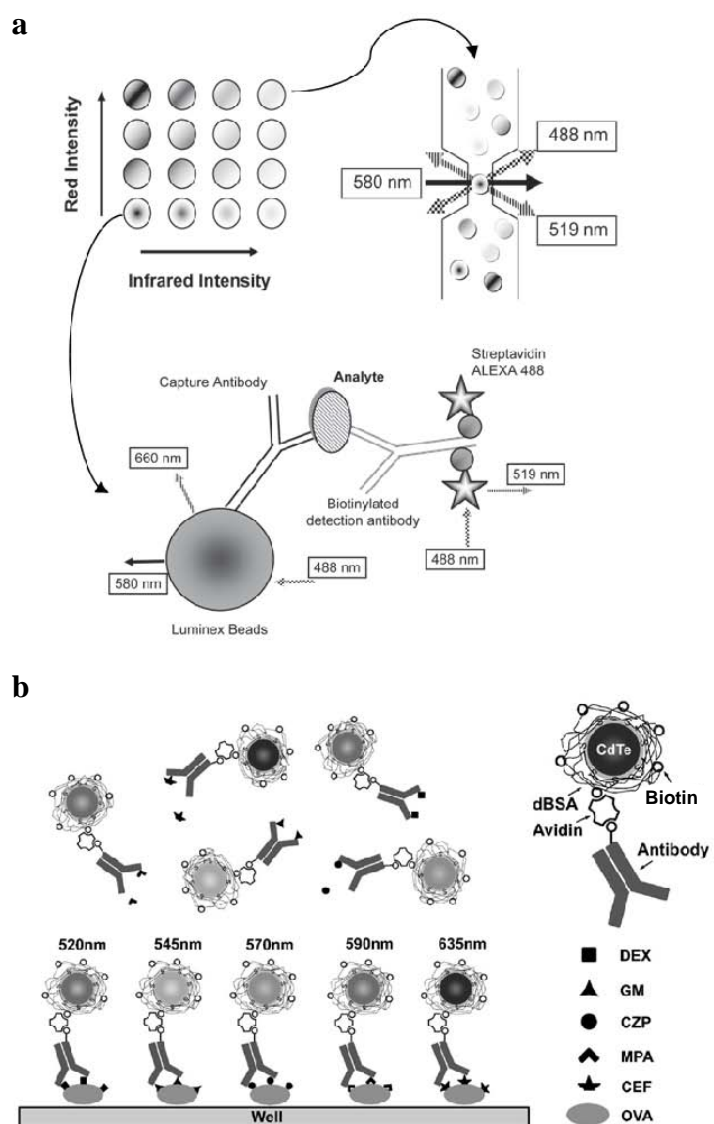 a
Red Intensity
Infrared Intensity
580 nm
488 nm
519 nm
Capture Antibody
Analyte
Streptavidin
ALEXA 488
660 nm
Biotinylated
detection antibody
519 nm
580 nm
488 nm
488 nm
Luminex Beads
b
CdTe
dBSA
Biotin
Avidin
Antibody
520nm 545nm 570nm 590nm 635nm
DEX
GM
CZP
MPA
CEF
OVA
Well